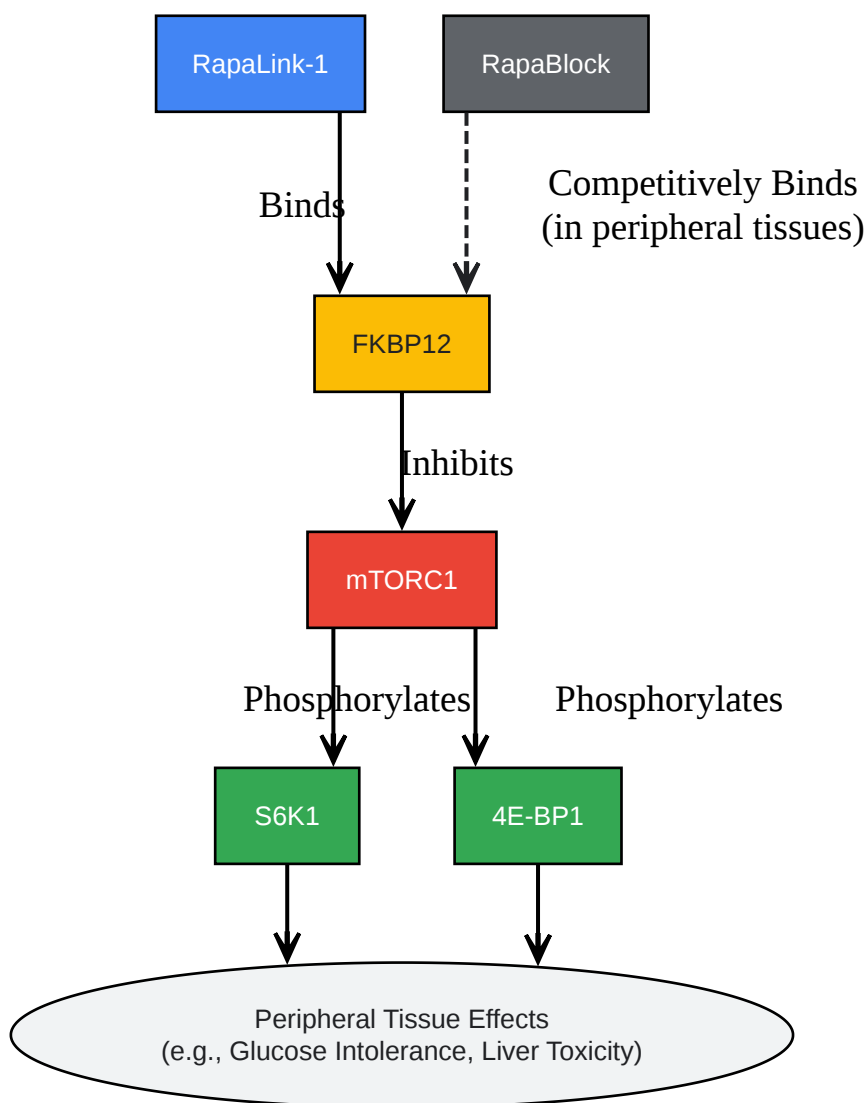 RapaLink-1
RapaBlock
Binds
Competitively Binds
(in peripheral tissues)
FKBP12
Inhibits
mTORC1
Phosphorylates
Phosphorylates
S6K1
4E-BP1
Peripheral Tissue Effects
(e.g., Glucose Intolerance, Liver Toxicity)